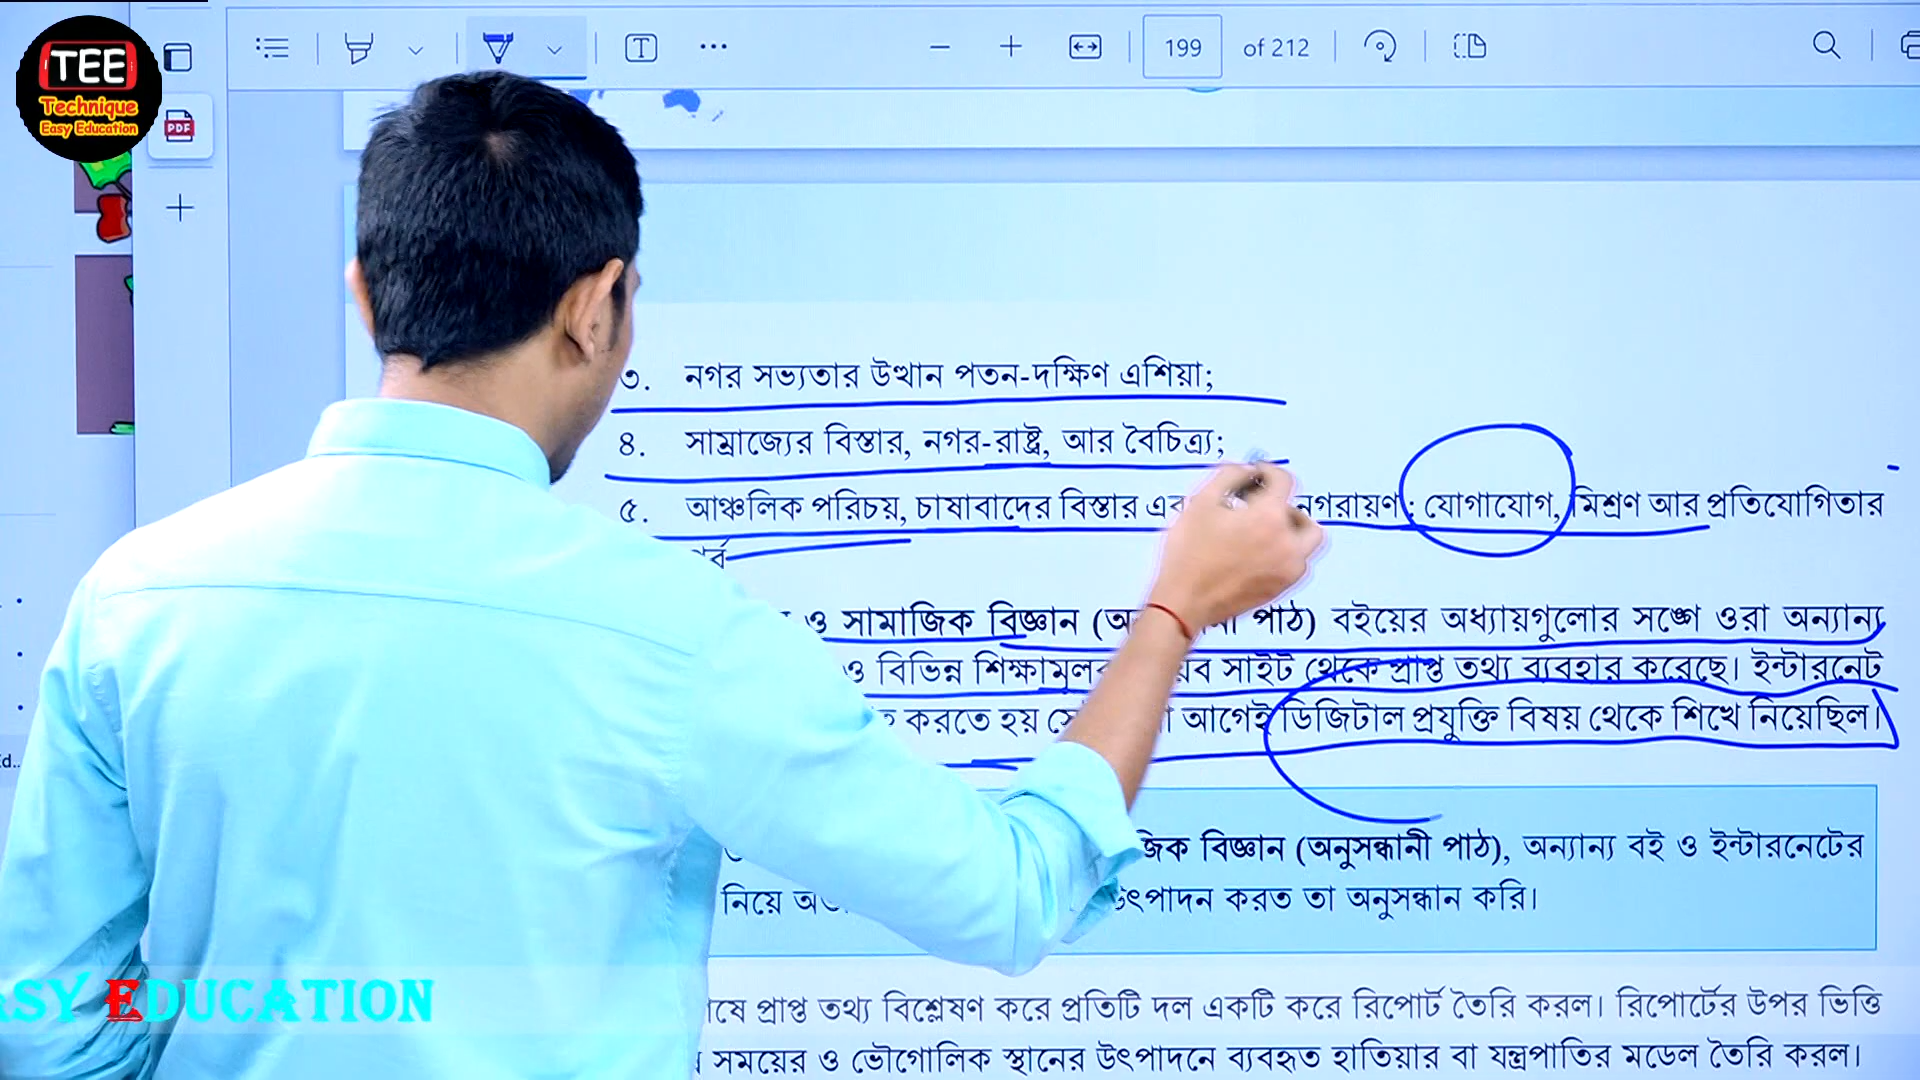 TEE
Technique
Easy Education
199 of 212
PDF
৩. নগর সভ্যতার উত্থান পতন-দক্ষিণ এশিয়া;
৪. সাম্রাজ্যের বিস্তার, নগর-রাষ্ট্র, আর বৈচিত্র্য;
৫. আঞ্চলিক পরিচয়, চাষাবাদের বিস্তার নগরায়ণ: যোগাযোগ, মিশ্রণ আর প্রতিযোগিতার
ও সামাজিক বিজ্ঞান পাঠ) বইয়ের অধ্যায়গুলোর সঙ্গে ওরা অন্যান্য
ও বিভিন্ন সাইট থেকে প্রাপ্ত তথ্য ব্যবহার করেছে। ইন্টারনেট
করতে হয় আগেই ডিজিটাল প্রযুক্তি বিষয় থেকে শিখে নিয়েছিল।
বিজ্ঞান (অনুসন্ধানী পাঠ), অন্যান্য বই ও ইন্টারনেটের
নিয়ে করত তা অনুসন্ধান করি।
প্রাপ্ত তথ্য বিশ্লেষণ করে প্রতিটি দল একটি করে রিপোর্ট তৈরি করল। রিপোর্টের উপর ভিত্তি
সময়ের ও ভৌগোলিক স্থানের উৎপাদনে ব্যবহৃত হাতিয়ার বা যন্ত্রপাতির মডেল তৈরি করল।
EDUCATION